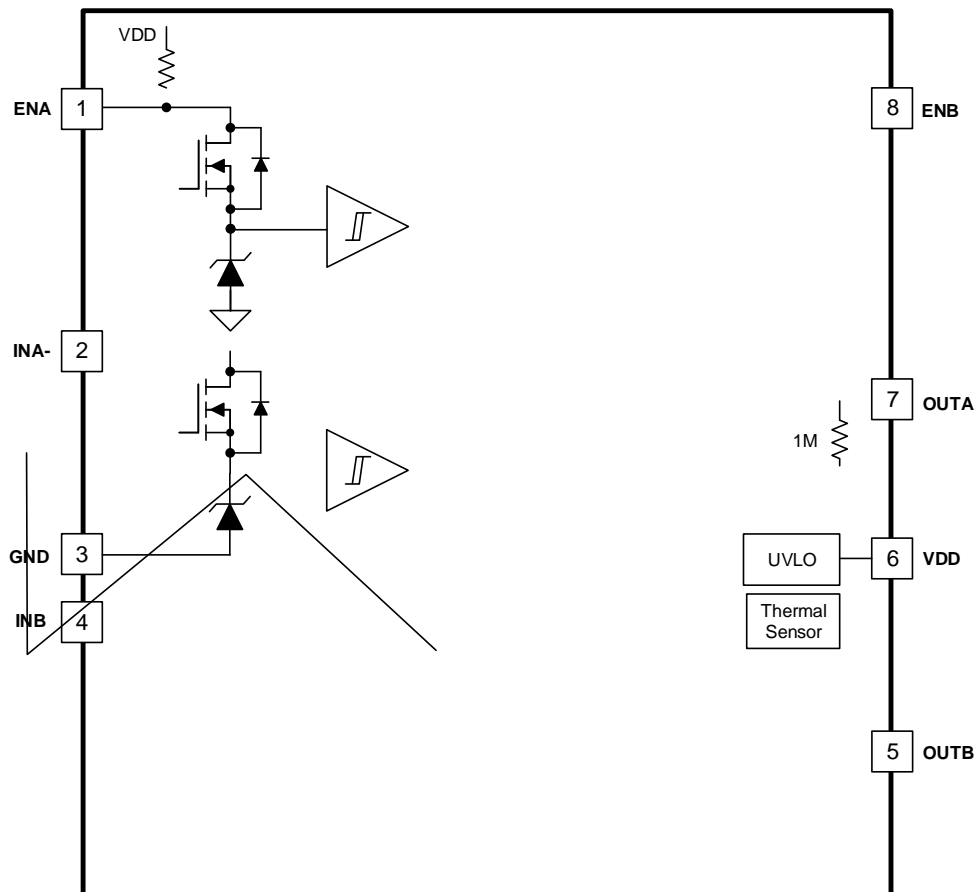 VDD
ENA 1
8 ENB
INA- 2
7 OUTA
1M
GND 3
UVLO
6 VDD
INB 4
Thermal
Sensor
5 OUTB